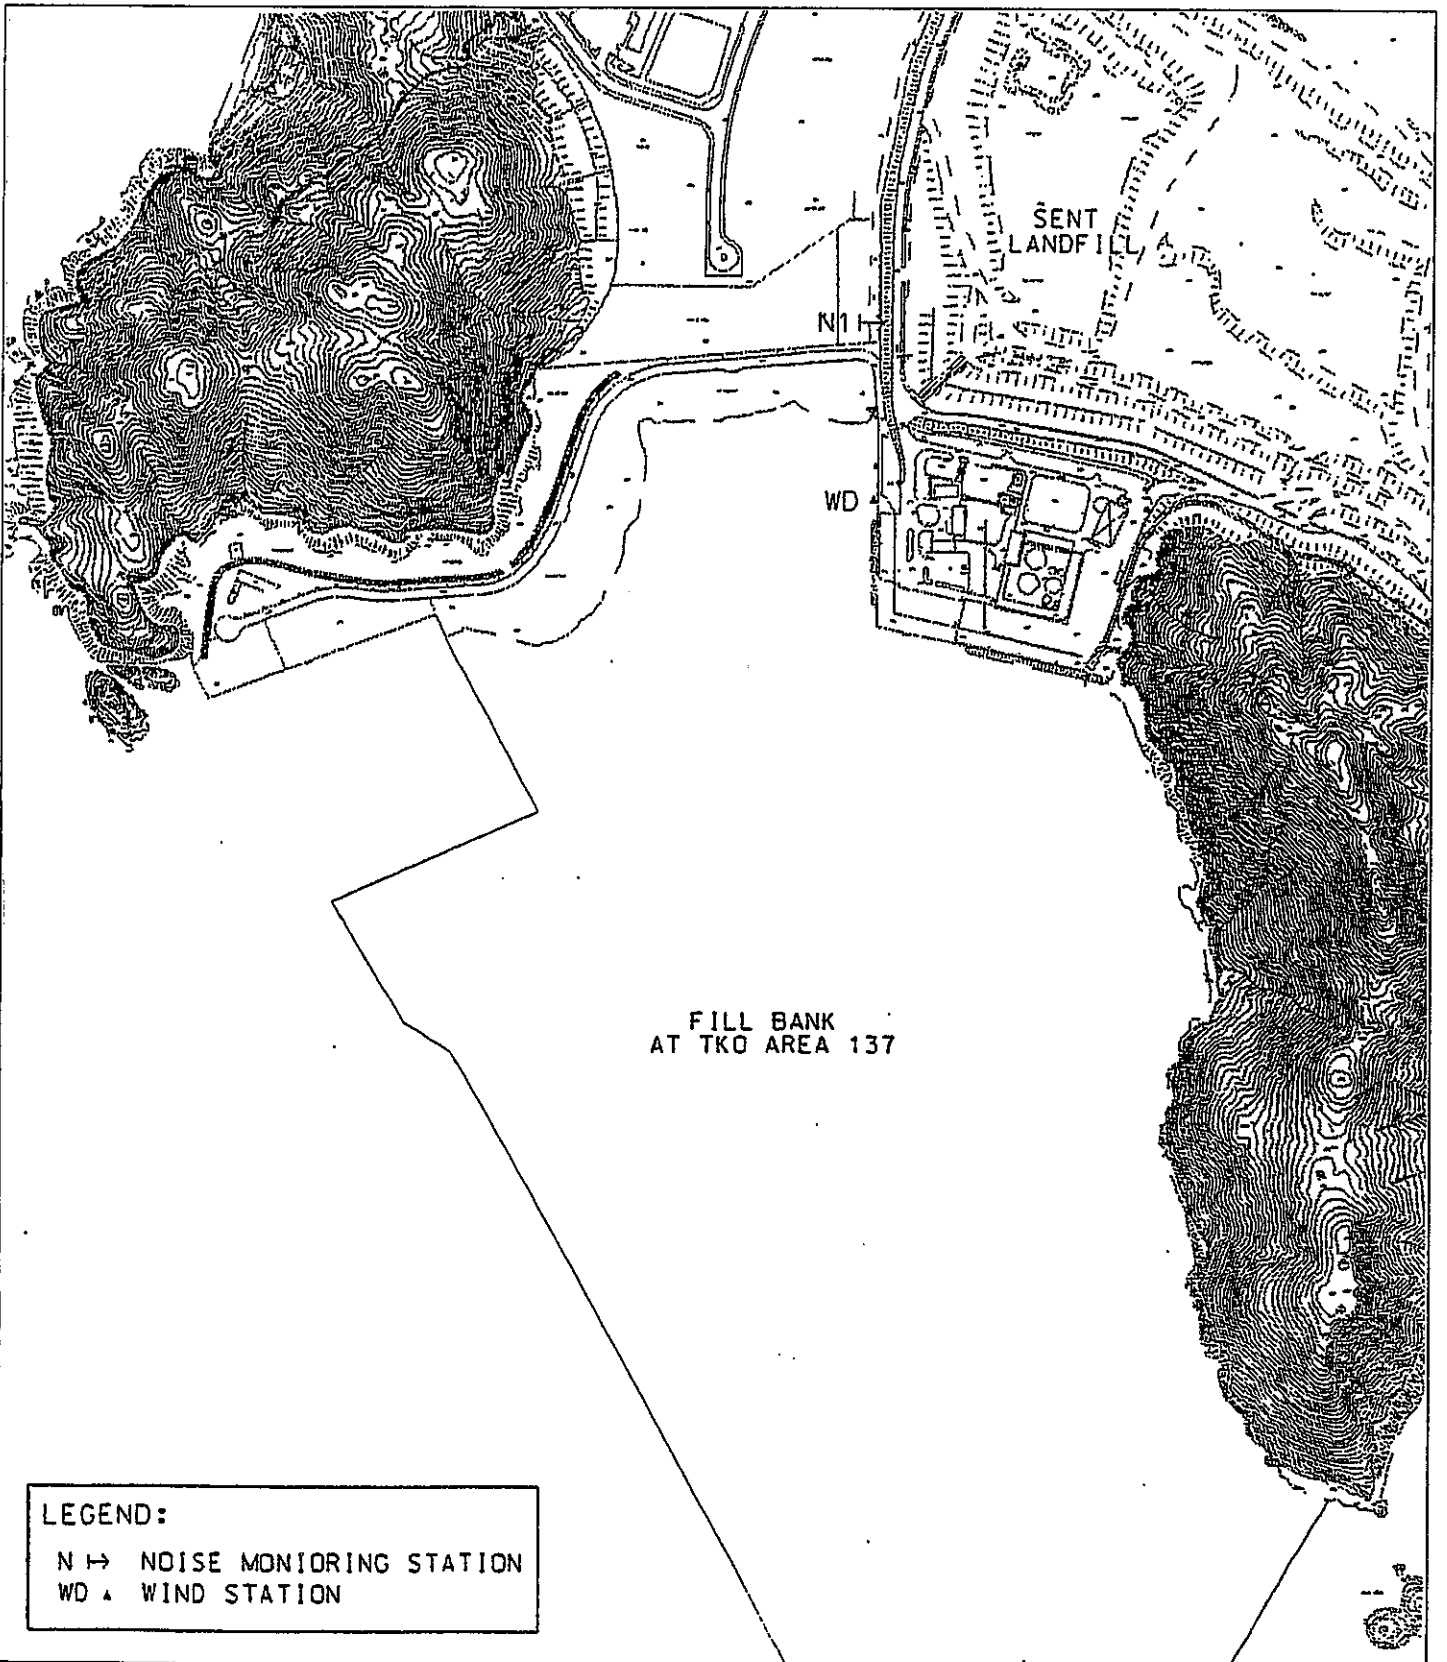 SENT
LANDFILL
N1
WD
FILL BANK
AT TKO AREA 137
LEGEND:
N ↦ NOISE MONIORING STATION
WD ▲ WIND STATION